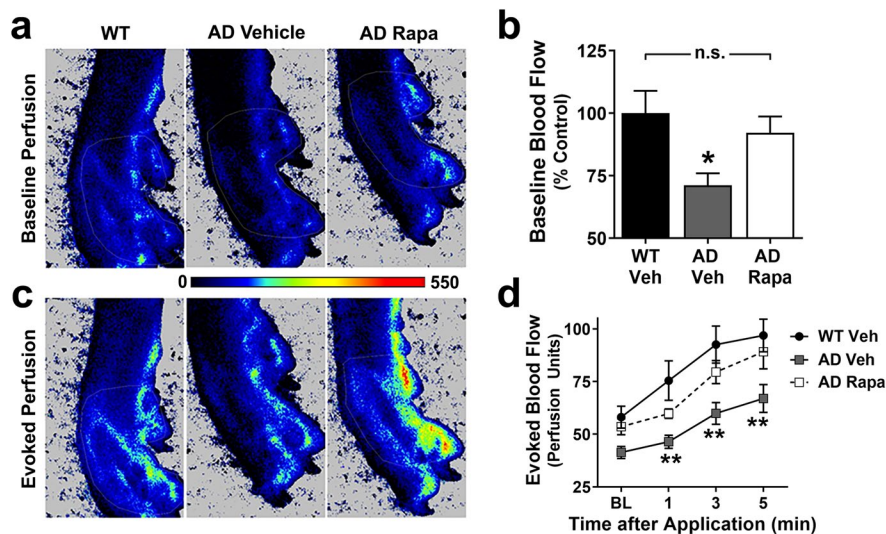 a
WT
AD Vehicle
AD Rapa
Baseline Perfusion
0
550
c
Evoked Perfusion
b
Baseline Blood Flow
(% Control)
125
100
75
50
n.s.
*
WT
Veh
AD
Veh
AD
Rapa
d
Evoked Blood Flow
(Perfusion Units)
100
75
50
25
**
**
**
BL
1
3
5
Time after Application (min)
WT Veh
AD Veh
AD Rapa